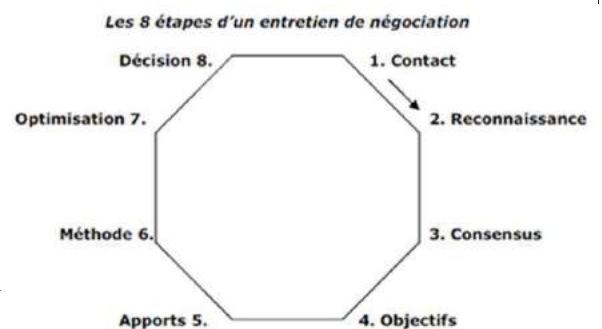 Les 8 étapes d'un entretien de négociation
Décision 8.
1. Contact
Optimisation 7.
2. Reconnaissance
Méthode 6.
3. Consensus
Apports 5.
4. Objectifs